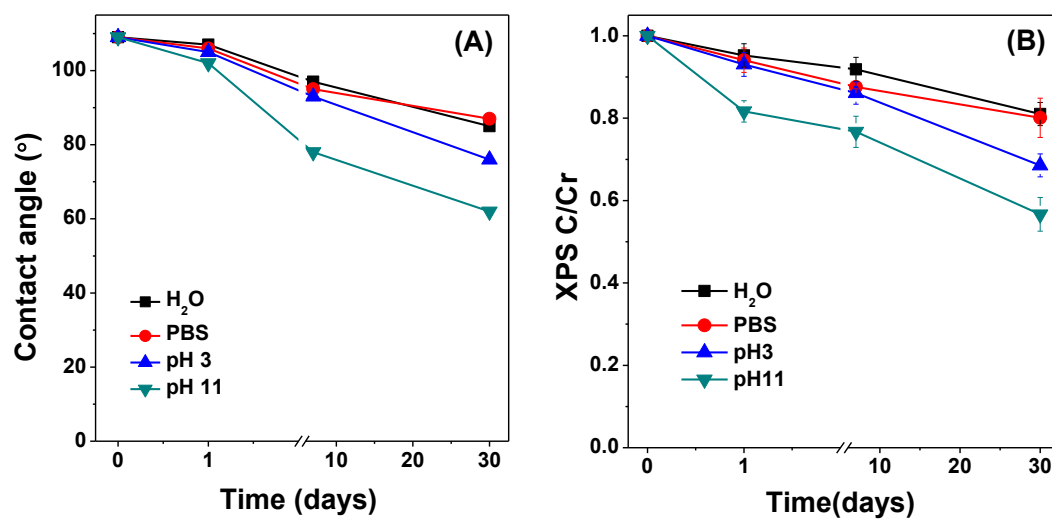 (A)
Contact angle (°)
100
80
60
40
20
0
H₂O
PBS
pH 3
pH 11
0 1 10 20 30
Time (days)
(B)
XPS C/Cr
1.0
0.8
0.6
0.4
0.2
0.0
H₂O
PBS
pH3
pH11
0 1 10 20 30
Time(days)